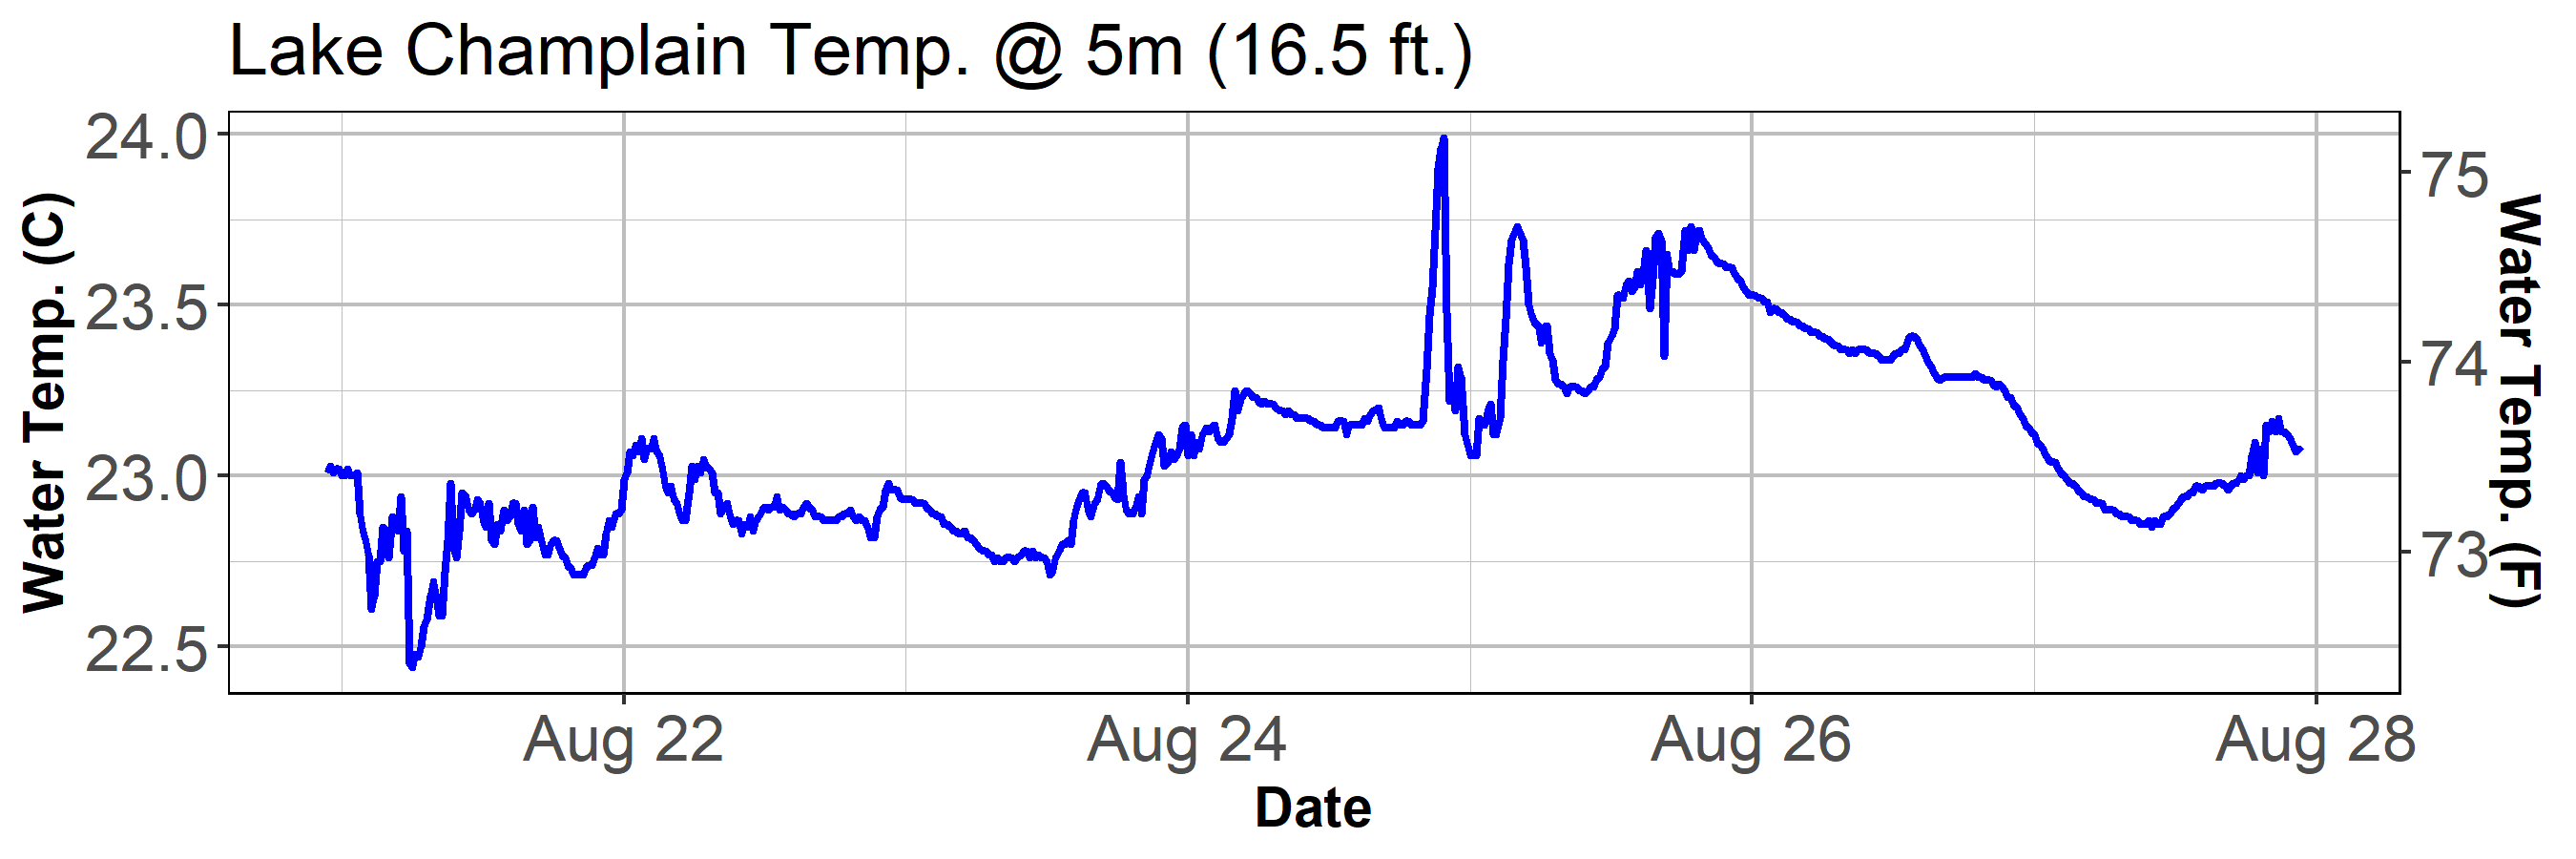 Lake Champlain Temp. @ 5m (16.5 ft.)
Water Temp. (C)
24.0
23.5
23.0
22.5
75
74
73
Water Temp. (F)
Aug 22
Aug 24
Aug 26
Aug 28
Date